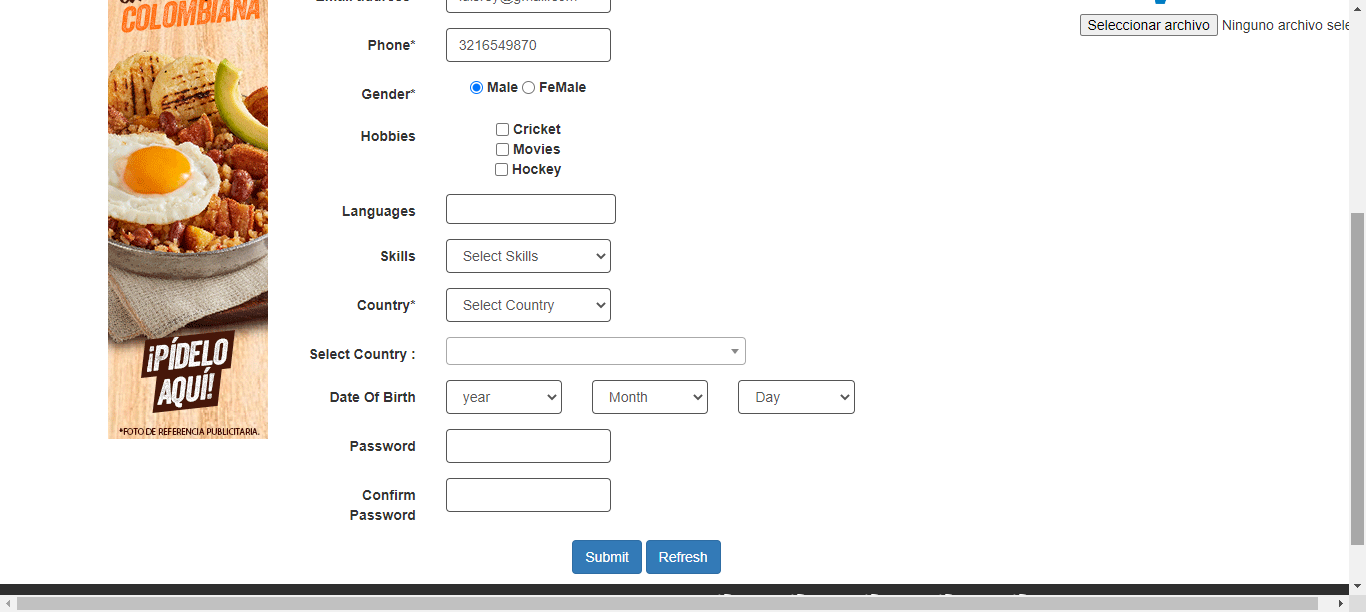 COLOMBIANA
Phone*
3216549870
Seleccionar archivo
Ninguno archivo sele
Gender*
Male
FeMale
Hobbies
Cricket
Movies
Hockey
Languages
Skills
Select Skills
Country*
Select Country
Select Country :
Date Of Birth
year
Month
Day
Password
Confirm
Password
Submit
Refresh
¡PÍDELO
AQUÍ!
*FOTO DE REFERENCIA PUBLICITARIA.